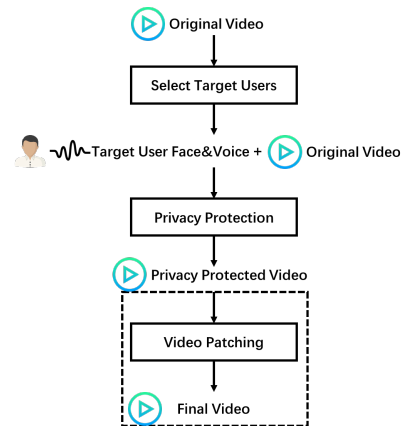 Original Video
Select Target Users
Target User Face&Voice + Original Video
Privacy Protection
Privacy Protected Video
Video Patching
Final Video